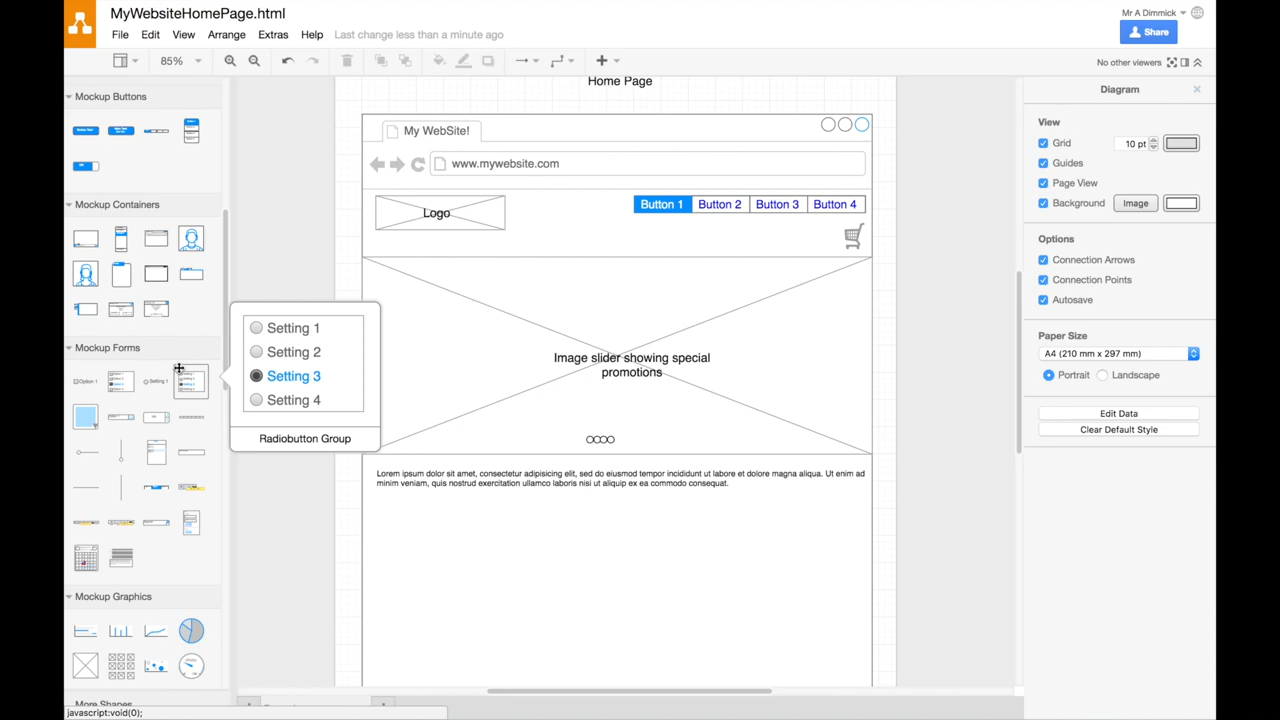 MyWebsiteHomePage.html
Mr A Dimmick
File Edit View Arrange Extras Help Last change less than a minute ago
Share
85%
No other viewers
Mockup Buttons
Mockup Containers
Mockup Forms
Option 1
Setting 1
Mockup Graphics
More Shapes
javascript:void(0);
Setting 1
Setting 2
Setting 3
Setting 4
Radiobutton Group
Home Page
My WebSite!
www.mywebsite.com
Logo
Button 1 Button 2 Button 3 Button 4
Image slider showing special
promotions
Lorem ipsum dolor sit amet, consectetur adipisicing elit, sed do eiusmod tempor incididunt ut labore et dolore magna aliqua. Ut enim ad
minim veniam, quis nostrud exercitation ullamco laboris nisi ut aliquip ex ea commodo consequat.
Diagram
View
Grid 10 pt
Guides
Page View
Background Image
Options
Connection Arrows
Connection Points
Autosave
Paper Size
A4 (210 mm x 297 mm)
Portrait Landscape
Edit Data
Clear Default Style